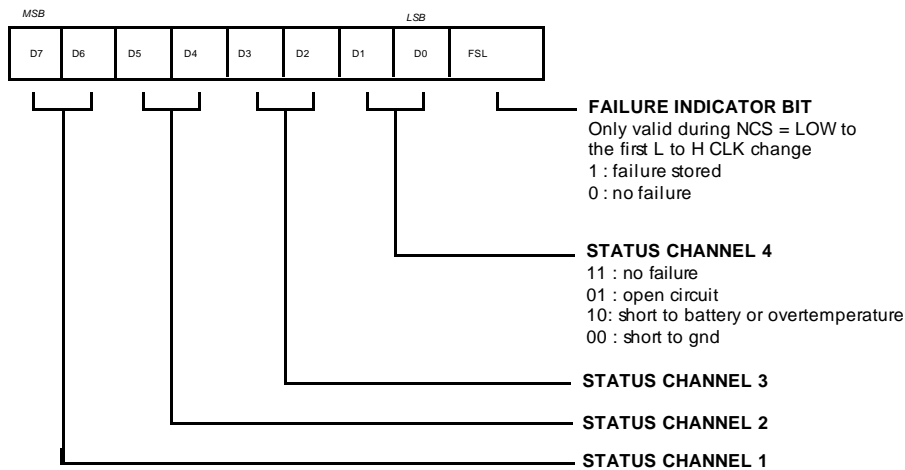 MSB LSB
D7 D6 D5 D4 D3 D2 D1 D0 FSL
FAILURE INDICATOR BIT
Only valid during NCS = LOW to
the first L to H CLK change
1 : failure stored
0 : no failure
STATUS CHANNEL 4
11 : no failure
01 : open circuit
10: short to battery or overtemperature
00 : short to gnd
STATUS CHANNEL 3
STATUS CHANNEL 2
STATUS CHANNEL 1